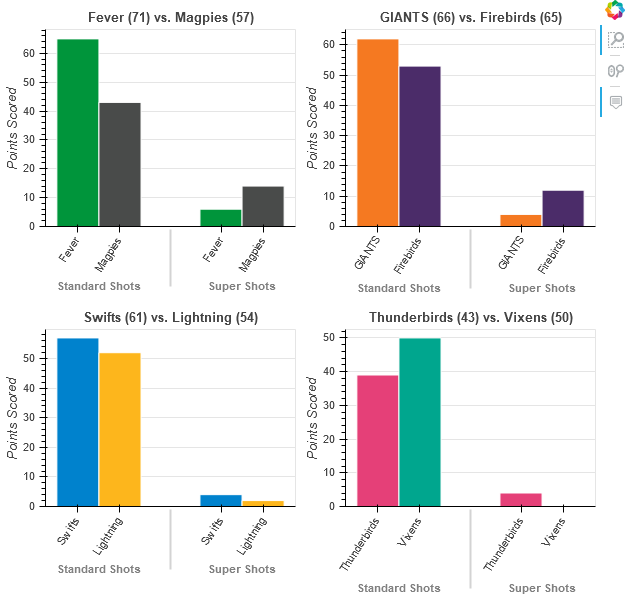 Fever (71) vs. Magpies (57)
Points Scored
60
50
40
30
20
10
0
Fever
Magpies
Fever
Magpies
Standard Shots
Super Shots
GIANTS (66) vs. Firebirds (65)
Points Scored
60
50
40
30
20
10
0
GIANTS
Firebirds
GIANTS
Firebirds
Standard Shots
Super Shots
Swifts (61) vs. Lightning (54)
Points Scored
50
40
30
20
10
0
Swifts
Lightning
Swifts
Lightning
Standard Shots
Super Shots
Thunderbirds (43) vs. Vixens (50)
Points Scored
50
40
30
20
10
0
Thunderbirds
Vixens
Thunderbirds
Vixens
Standard Shots
Super Shots